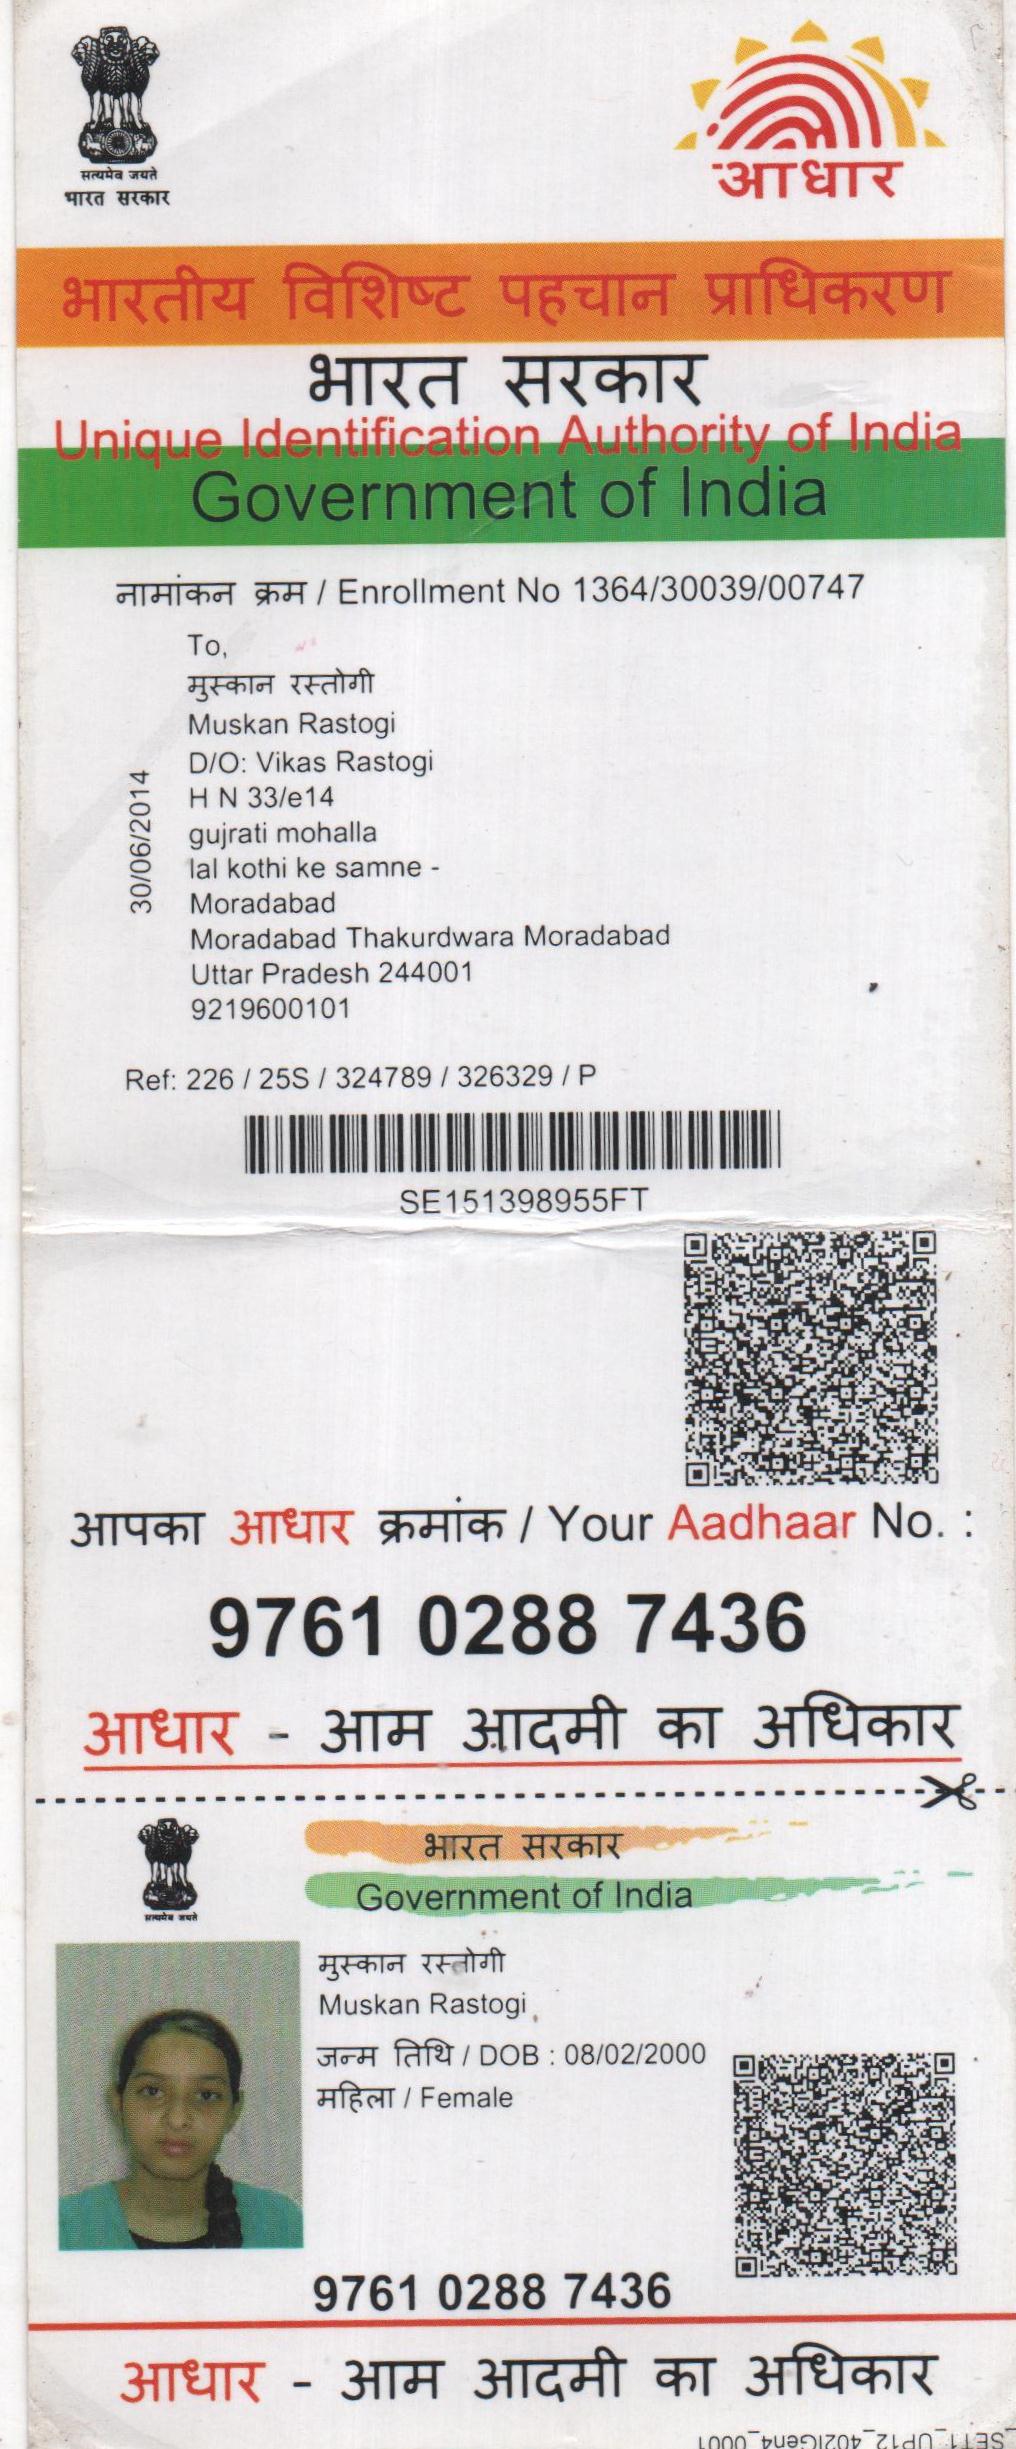 सत्यमेव जयते
भारत सरकार
आधार
भारतीय विशिष्ट पहचान प्राधिकरण
भारत सरकार
Unique Identification Authority of India
Government of India
नामांकन क्रम / Enrollment No 1364/30039/00747
30/06/2014
To,
मुस्कान रस्तोगी
Muskan Rastogi
D/O: Vikas Rastogi
H N 33/e14
gujrati mohalla
lal kothi ke samne -
Moradabad
Moradabad Thakurdwara Moradabad
Uttar Pradesh 244001
9219600101
Ref: 226 / 25S / 324789 / 326329 / P
SE151398955FT
आपका आधार क्रमांक / Your Aadhaar No. :
9761 0288 7436
आधार - आम आदमी का अधिकार
सत्यमेव जयते
भारत सरकार
Government of India
मुस्कान रस्तोगी
Muskan Rastogi
जन्म तिथि / DOB : 08/02/2000
महिला / Female
9761 0288 7436
आधार - आम आदमी का अधिकार